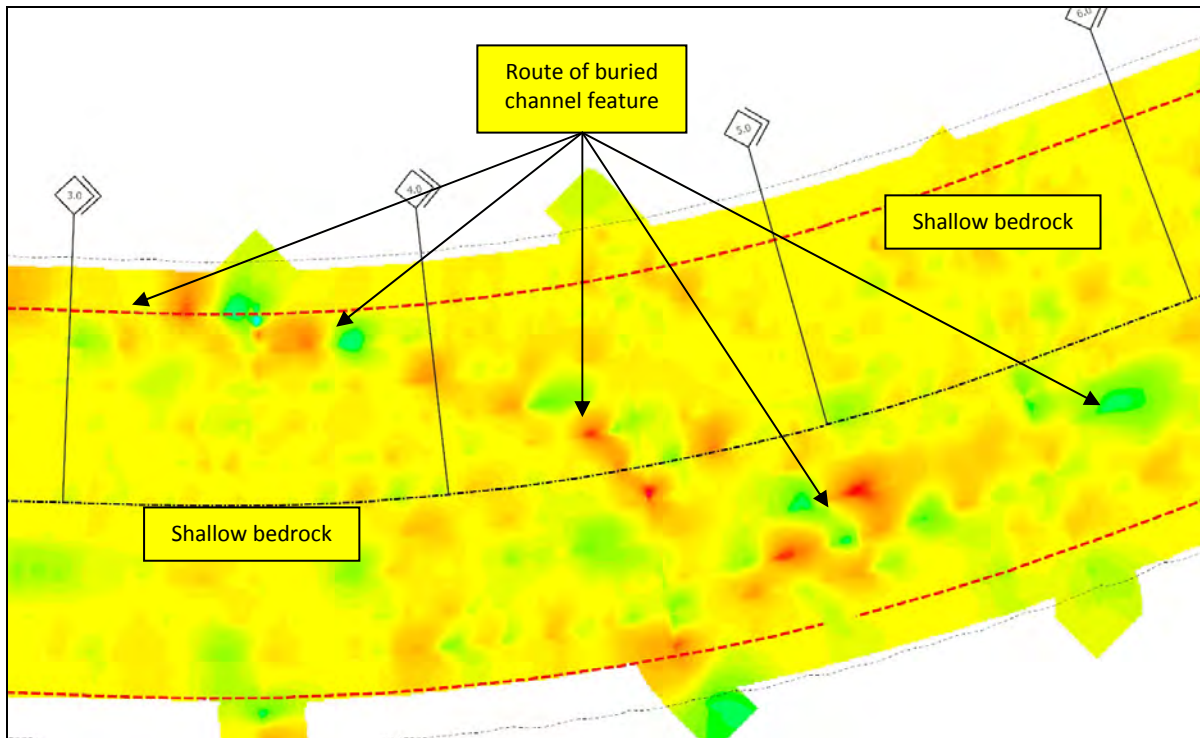 6.0
Route of buried
channel feature
5.0
3.0
4.0
Shallow bedrock
Shallow bedrock